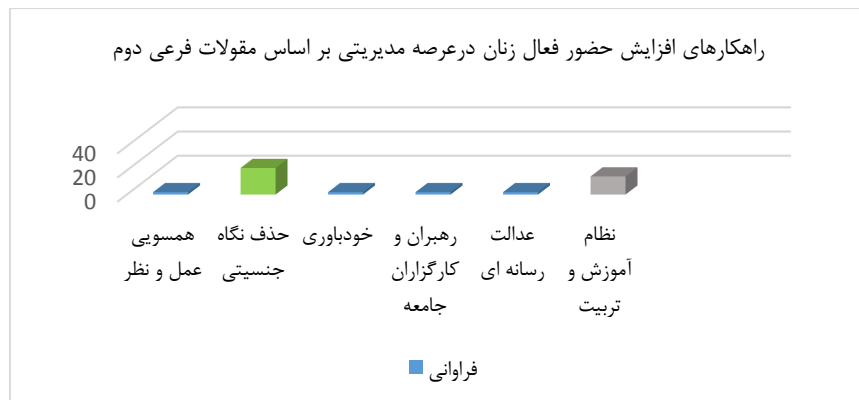 راهکارهای افزایش حضور فعال زنان درعرصه مدیریتی بر اساس مقولات فرعی دوم
40
20
0
همسویی عمل و نظر
حذف نگاه جنسیتی
خودباوری
رهبران و کارگزاران جامعه
عدالت رسانه ای
نظام آموزش و تربیت
فراوانی